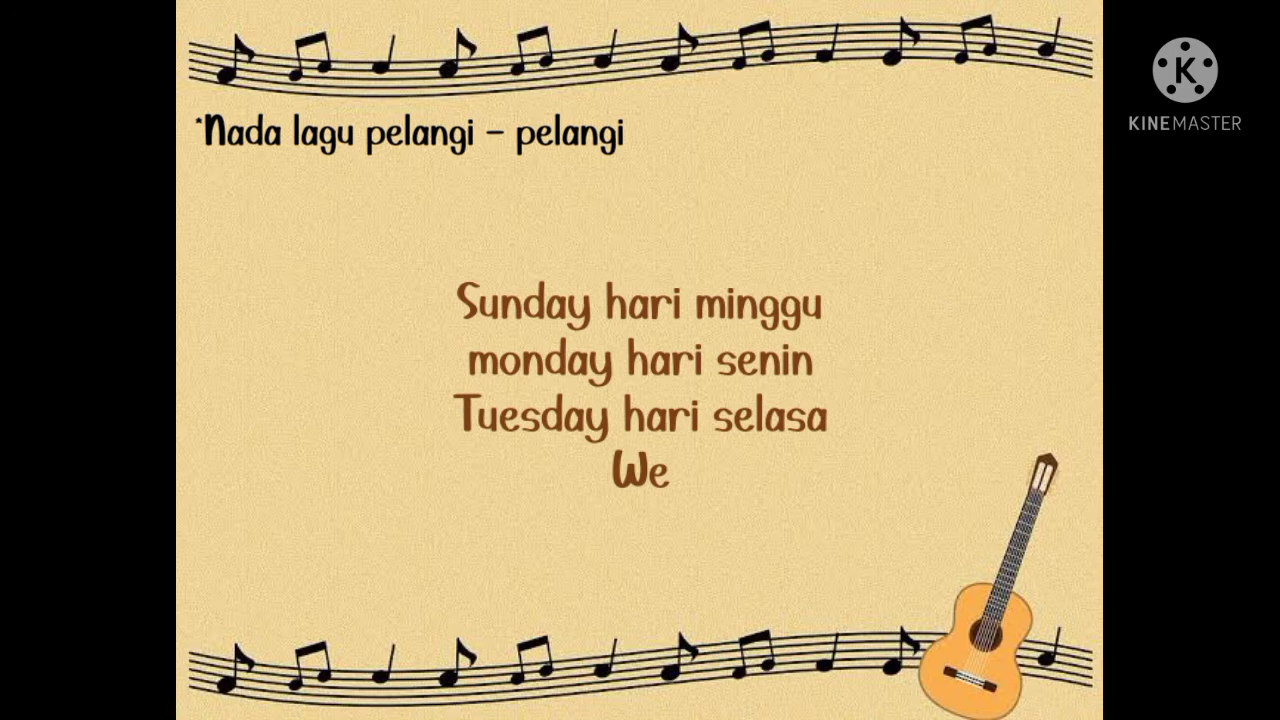 *Nada lagu pelangi - pelangi
K
KINEMASTER
Sunday hari minggu
monday hari senin
Tuesday hari selasa
We